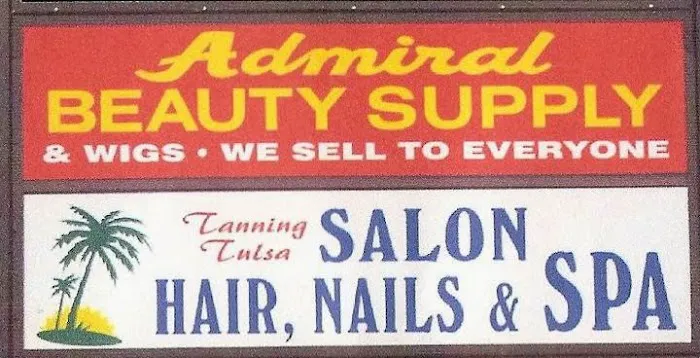 Admiral
BEAUTY SUPPLY
& WIGS • WE SELL TO EVERYONE
Tanning
Tulsa
SALON
HAIR, NAILS & SPA